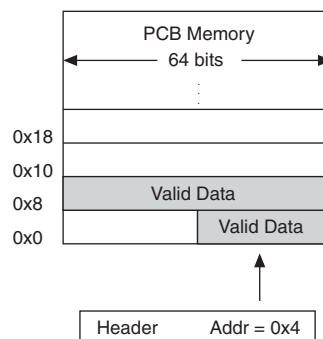 PCB Memory
64 bits
0x18
0x10
Valid Data
0x8
Valid Data
0x0
Header Addr = 0x4